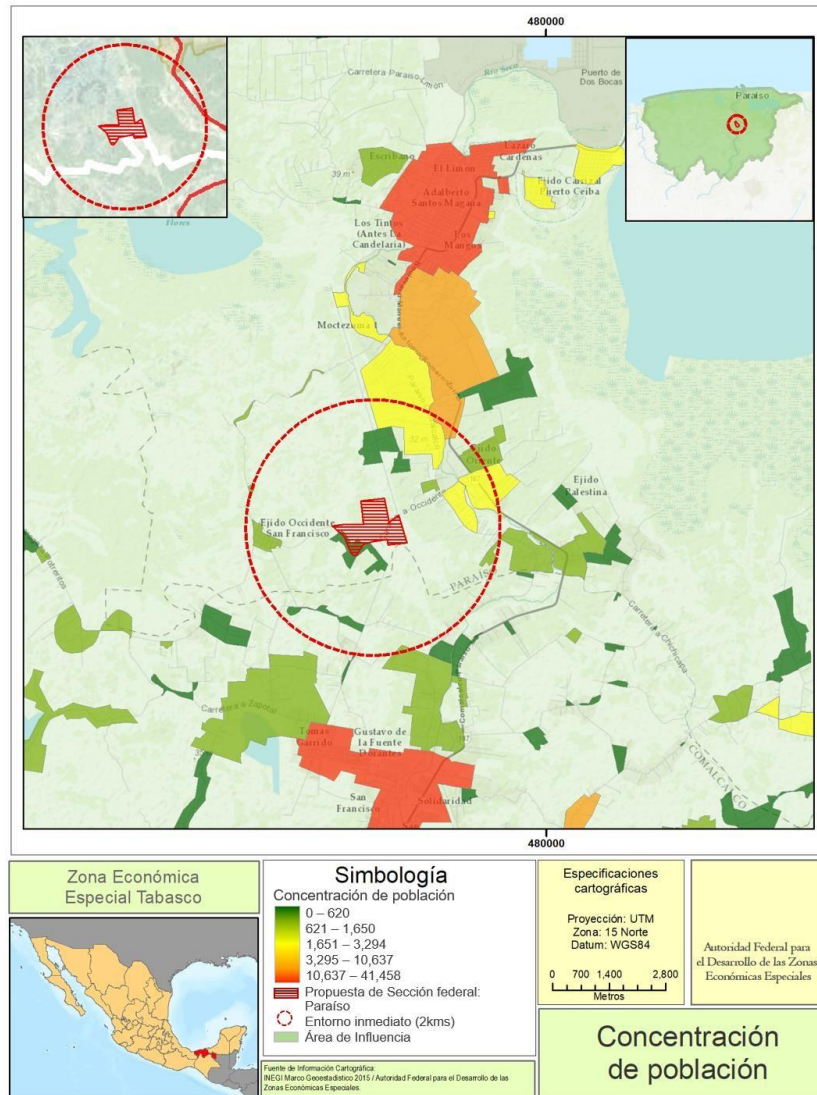 480000
Carretera Paraíso-Limón
Río Seco
Puerto de
Dos Bocas
Paraíso
Escribano
39 m
El Limón
Lázaro
Cárdenas
Adalberto
Santos Magaña
Ejido Carrizal
Puerto Ceiba
Los Tintos
(Antes La
Candelaria)
Los
Mangos
Flores
Moctezuma I
32 m
Ejido
Oriente
Ejido
Palestina
a Occidente
Ejido Occidente
San Francisco
PARAÍSO
Carretera a Chichicapa
Carretera a Zapotal
Tomás
Garrido
Gustavo de
la Fuente
Dorantes
San
Francisco
Solidaridad
COMALCALCO
480000
Zona Económica
Especial Tabasco
Simbología
Concentración de población
0 – 620
621 – 1,650
1,651 – 3,294
3,295 – 10,637
10,637 - 41,458
Propuesta de Sección federal:
Paraíso
Entorno inmediato (2kms)
Área de Influencia
Fuente de Información Cartográfica:
INEGI Marco Geoestadístico 2015 / Autoridad Federal para el Desarrollo de las
Zonas Económicas Especiales.
Especificaciones
cartográficas
Proyección: UTM
Zona: 15 Norte
Datum: WGS84
0 700 1,400 2,800
Metros
Autoridad Federal para
el Desarrollo de las Zonas
Económicas Especiales
Concentración
de población